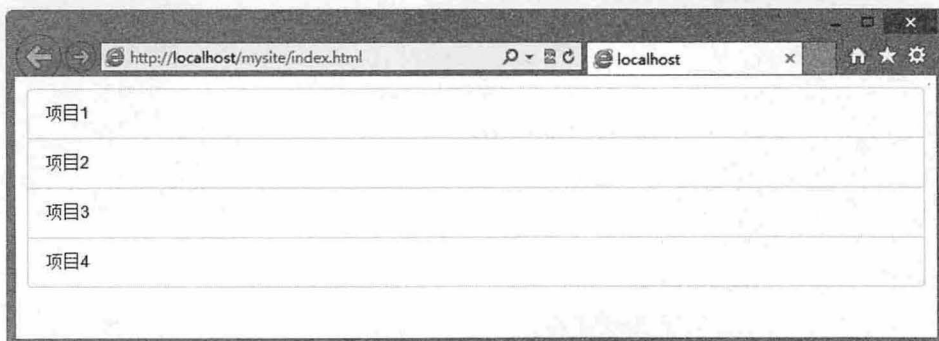 http://localhost/mysite/index.html
localhost
项目1
项目2
项目3
项目4